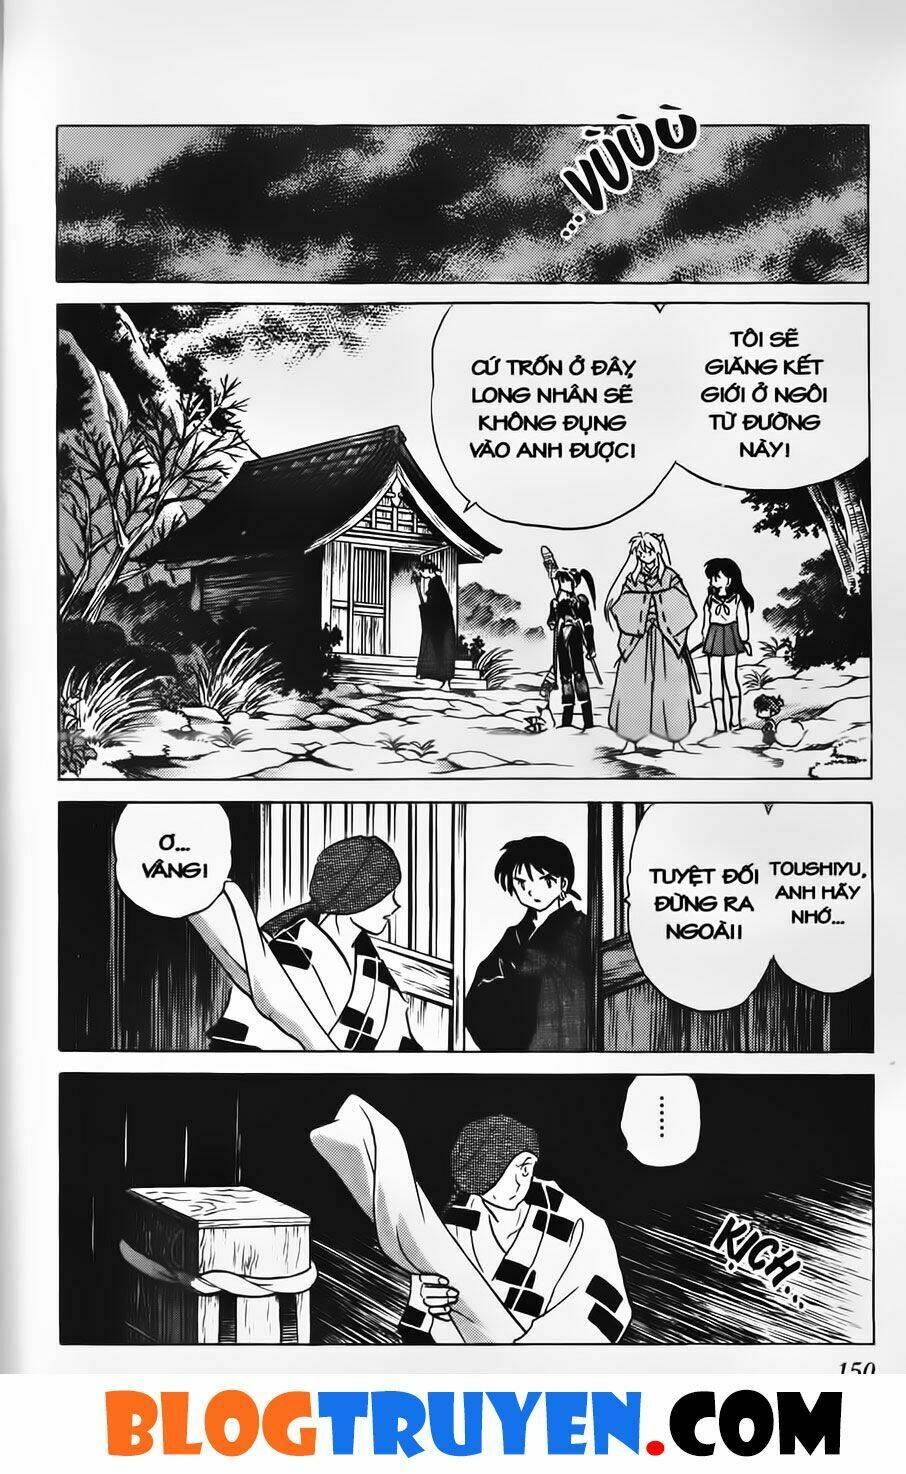 ...VÙÙÙÙ
TÔI SẼ
GIĂNG KẾT
GIỚI Ở NGÔI
TỪ ĐƯỜNG
NÀY!
CỨ TRỐN Ở ĐÂY,
LONG NHÂN SẼ
KHÔNG ĐỤNG
VÀO ANH ĐƯỢC!
TOUSHIYU,
ANH HÃY
NHỚ...
TUYỆT ĐỐI
ĐỪNG RA
NGOÀI!
Ơ...
VÂNG!
......
KỊCH...
150
BLOGTRUYEN.COM